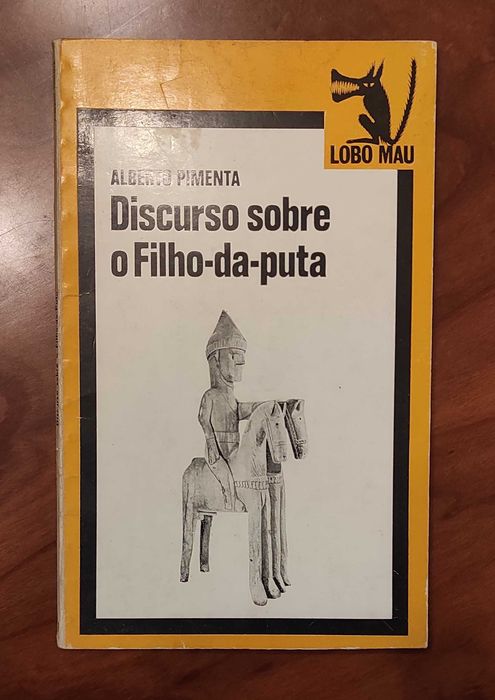 LOBO MAU
ALBERTO PIMENTA
Discurso sobre
o Filho-da-puta